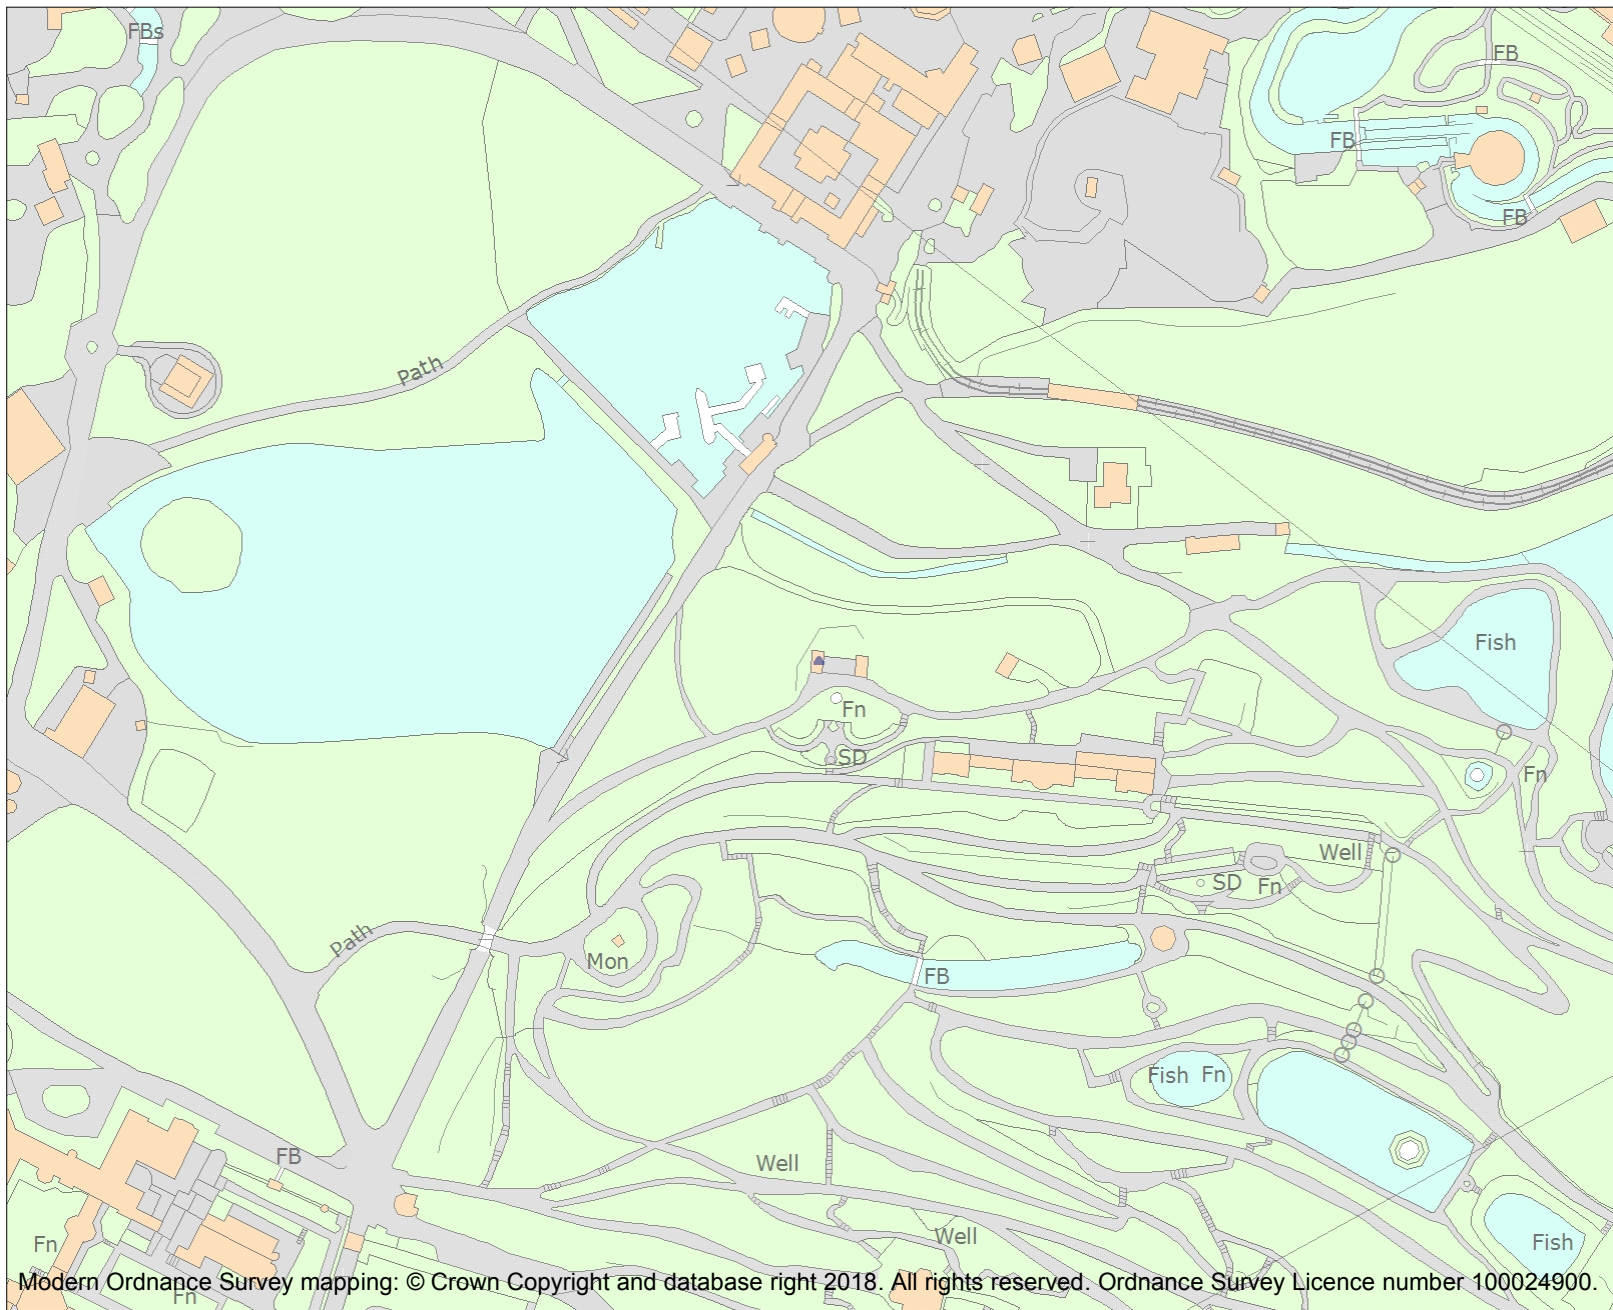 FBs
FB
FB
FB
Path
Fish
Fn
SD
Fn
Well
SD
Fn
Path
Mon
FB
Fish Fn
FB
Well
Well
Fn
Fish
Fn
Modern Ordnance Survey mapping: © Crown Copyright and database right 2018. All rights reserved. Ordnance Survey Licence number 100024900.